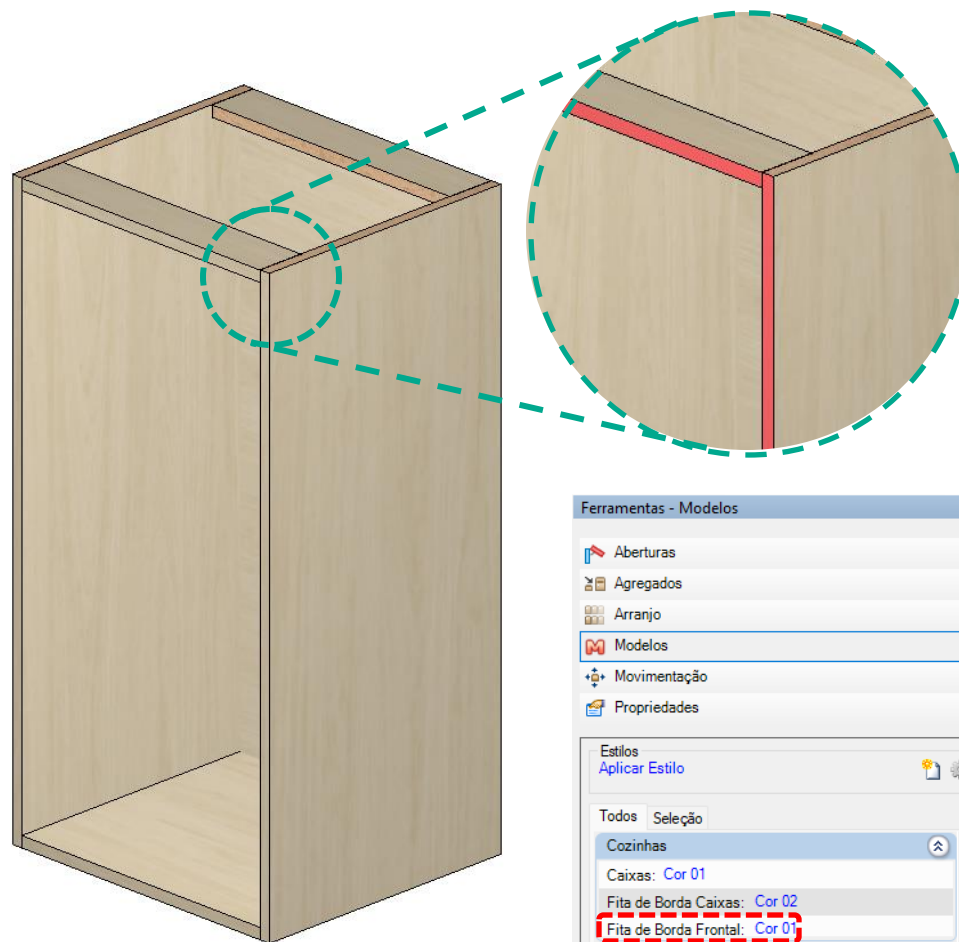 Ferramentas - Modelos
Aberturas
Agregados
Arranjo
Modelos
Movimentação
Propriedades
Estilos
Aplicar Estilo
Todos Seleção
Cozinhas
Caixas: Cor 01
Fita de Borda Caixas: Cor 02
Fita de Borda Frontal: Cor 01